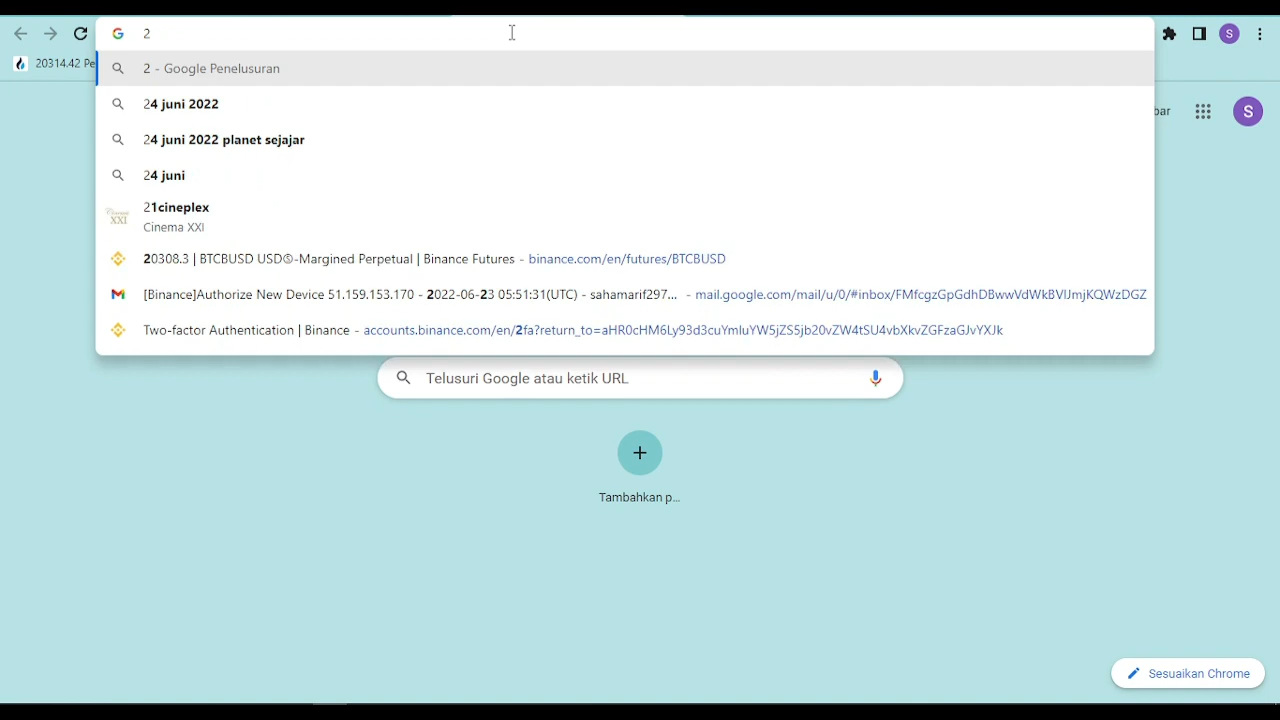 2
S
20314.42 Pe
2 - Google Penelusuran
24 juni 2022
24 juni 2022 planet sejajar
24 juni
21cineplex
Cinema XXI
20308.3 | BTCBUSD USDⓈ-Margined Perpetual | Binance Futures - binance.com/en/futures/BTCBUSD
[Binance]Authorize New Device 51.159.153.170 - 2022-06-23 05:51:31(UTC) - sahamarif297... - mail.google.com/mail/u/0/#inbox/FMfcgzGpGdhDBwwVdWkBVlJmjKQWzDGZ
Two-factor Authentication | Binance - accounts.binance.com/en/2fa?return_to=aHR0cHM6Ly93d3cuYmluYW5jZS5jb20vZW4tSU4vbXkvZGFzaGJvYXJk
bar
S
Telusuri Google atau ketik URL
Tambahkan p...
Sesuaikan Chrome